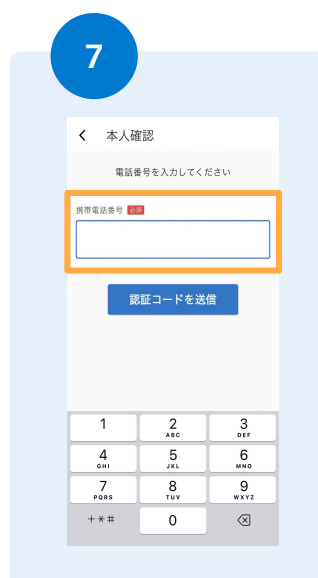 7
本人確認
電話番号を入力してください
携帯電話番号 必須
認証コードを送信
1 2 3
ABC DEF
4 5 6
GHI JKL MNO
7 8 9
PQRS TUV WXYZ
+*# 0